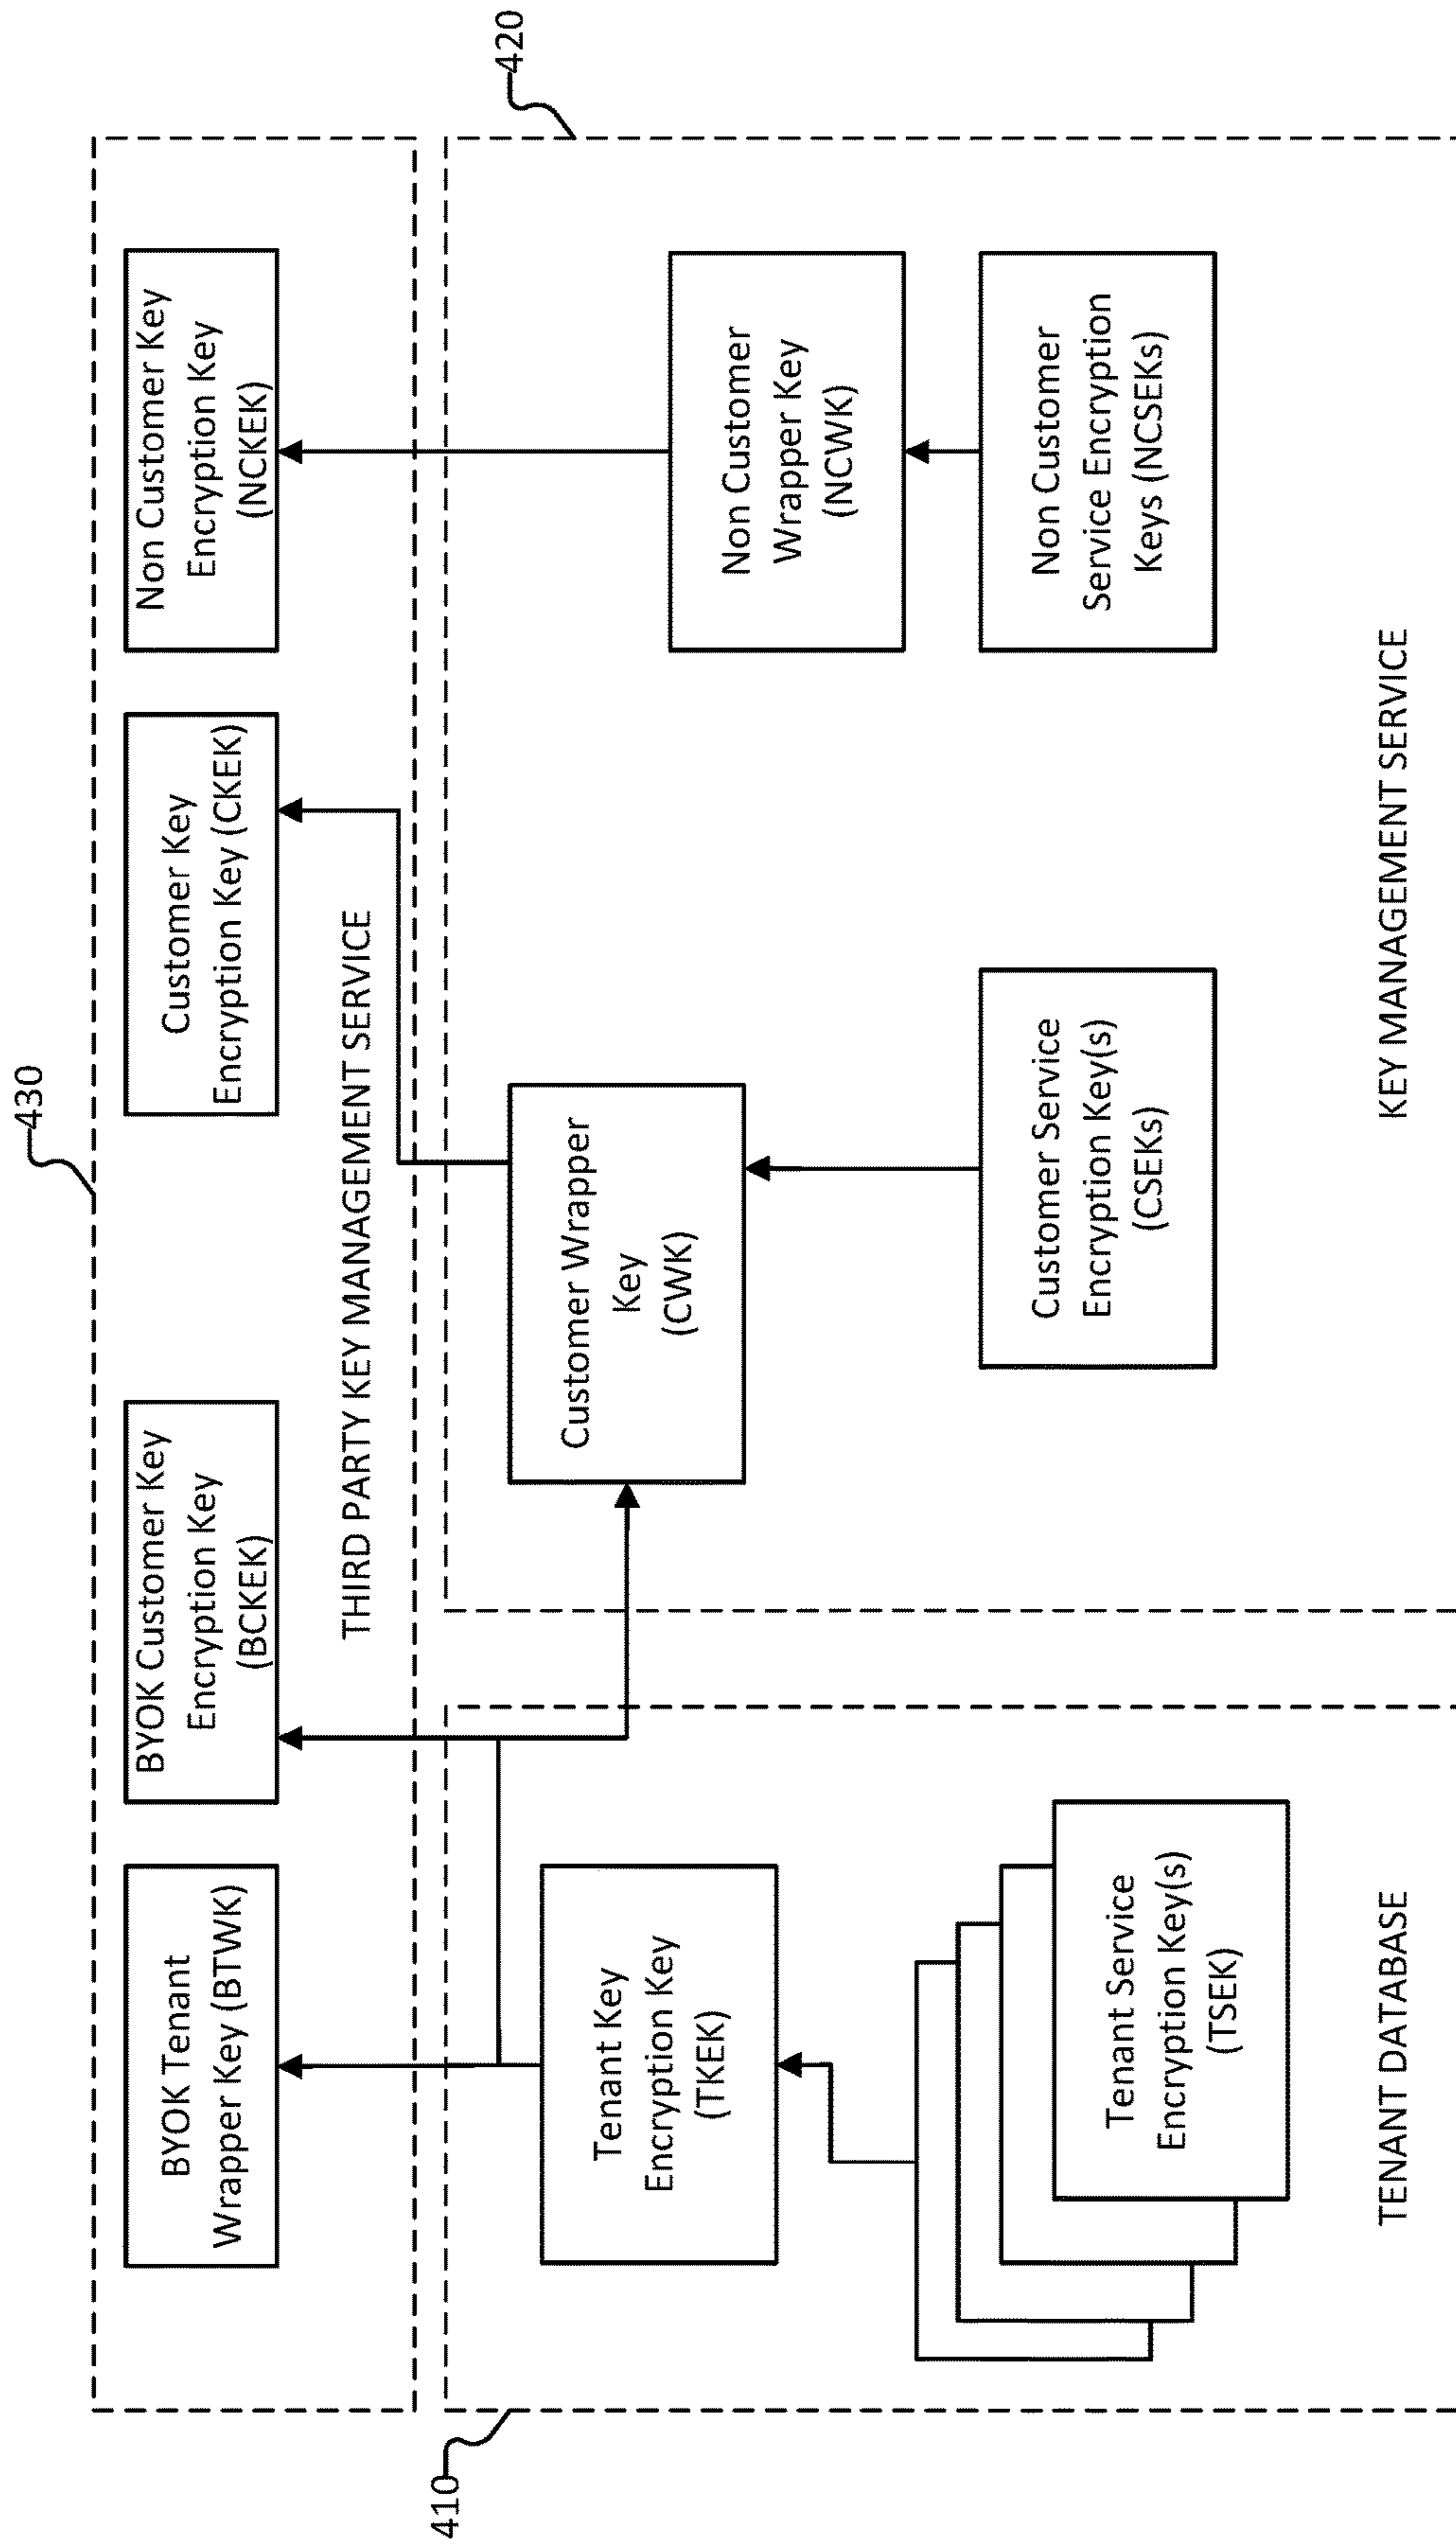 430
BYOK Tenant
Wrapper Key (BTWK)
BYOK Customer Key
Encryption Key
(BCKEK)
Customer Key
Encryption Key (CKEK)
Non Customer Key
Encryption Key
(NCKEK)
THIRD PARTY KEY MANAGEMENT SERVICE
410
420
Tenant Key
Encryption Key
(TKEK)
Customer Wrapper
Key
(CWK)
Non Customer
Wrapper Key
(NCWK)
Tenant Service
Encryption Key(s)
(TSEK)
Customer Service
Encryption Key(s)
(CSEKs)
Non Customer
Service Encryption
Keys (NCSEKs)
TENANT DATABASE
KEY MANAGEMENT SERVICE